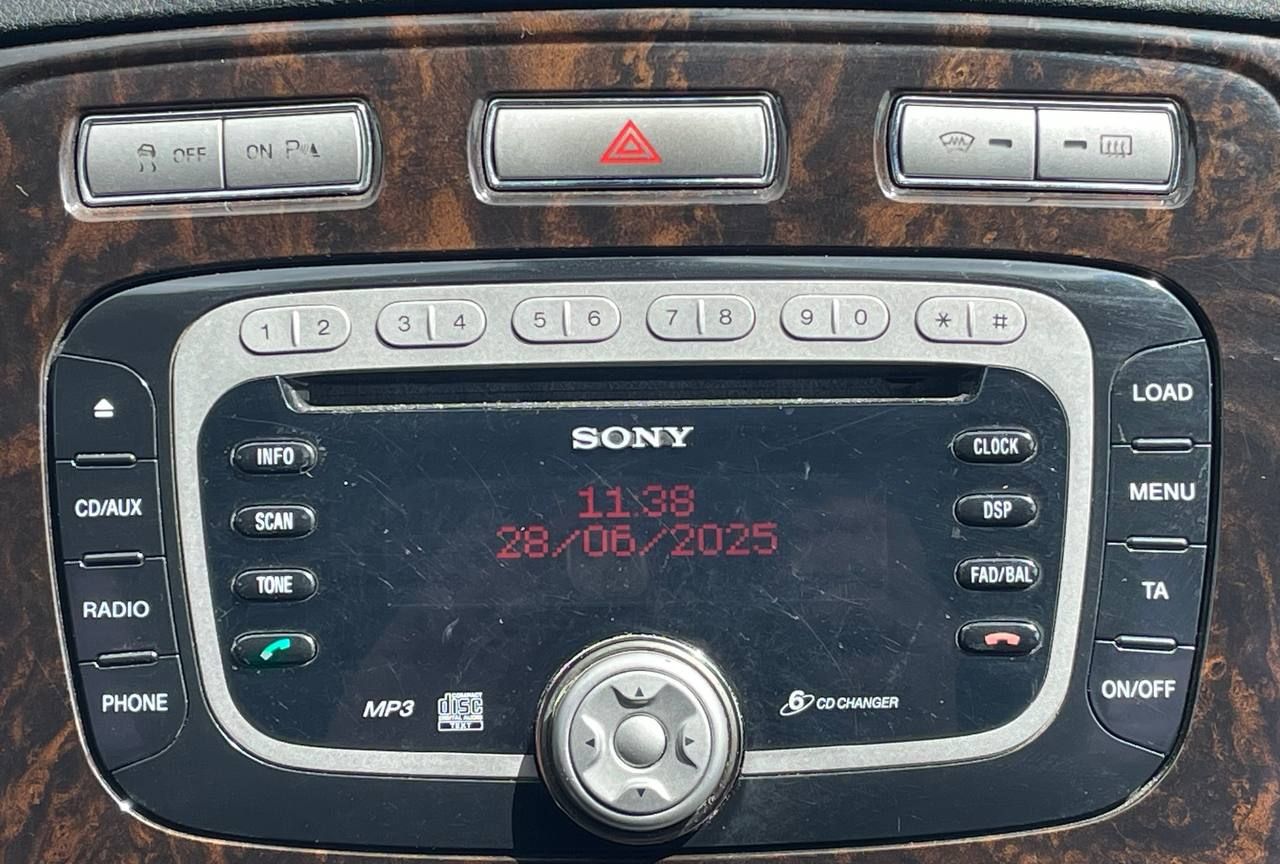 OFF ON P
1 2 3 4 5 6 7 8 9 0 * #
LOAD
SONY
INFO
CLOCK
CD/AUX
MENU
11:38
SCAN
DSP
28/06/2025
TONE
FAD/BAL
RADIO
TA
PHONE
ON/OFF
MP3
COMPACT
disc
DIGITAL AUDIO
TEXT
6 CD CHANGER